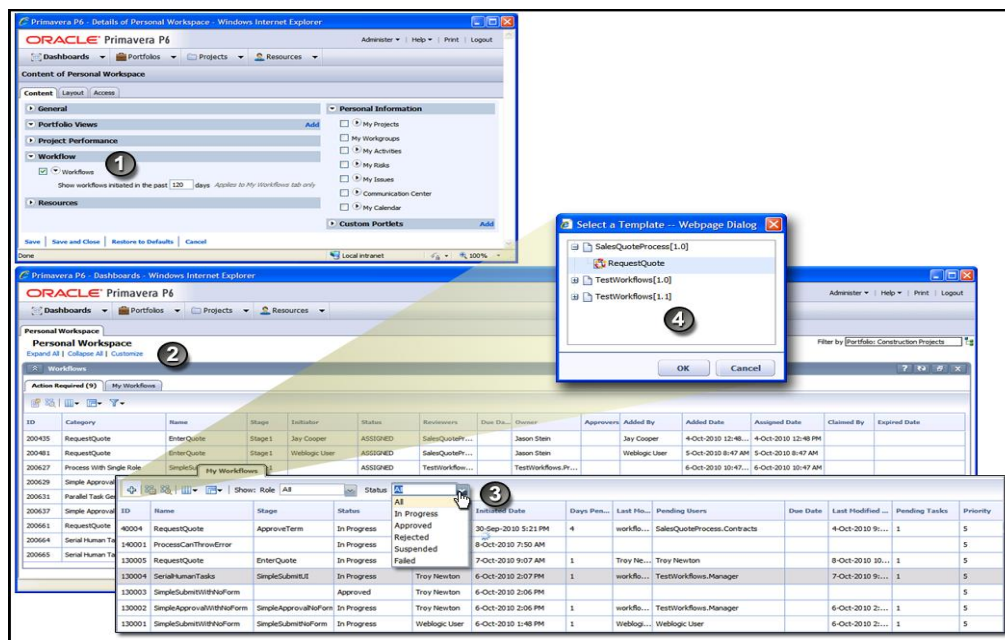 Primavera P6 - Details of Personal Workspace - Windows Internet Explorer
ORACLE Primavera P6
Administer Help Print Logout
Dashboards Portfolios Projects Resources
Content of Personal Workspace
Content Layout Access
General
Portfolio Views Add
Project Performance
Workflow
Workflows
Show workflows initiated in the past 120 days Applies to My Workflows tab only
Resources
Personal Information
My Projects
My Workgroups
My Activities
My Risks
My Issues
Communication Center
My Calendar
Custom Portlets Add
Save Save and Close Restore to Defaults Cancel
Done Local intranet 100%
1
Select a Template -- Webpage Dialog
SalesQuoteProcess[1.0]
RequestQuote
TestWorkflows[1.0]
TestWorkflows[1.1]
4
OK Cancel
Primavera P6 - Dashboards - Windows Internet Explorer
ORACLE Primavera P6
Administer Help Print Logout
Dashboards Portfolios Projects Resources
Personal Workspace
Personal Workspace
Filter by Portfolio: Construction Projects
Expand All | Collapse All | Customize
2
Workflows
Action Required (9) My Workflows
ID Category Name Stage Initiator Status Reviewers Due Da... Owner Approvers Added By Added Date Assigned Date Claimed By Expired Date
200435 RequestQuote EnterQuote Stage1 Jay Cooper ASSIGNED SalesQuotePr... Jason Stein Jay Cooper 4-Oct-2010 12:48... 4-Oct-2010 12:48 PM
200481 RequestQuote EnterQuote Stage1 Weblogic User ASSIGNED SalesQuotePr... Jason Stein Weblogic User 5-Oct-2010 8:47 AM 5-Oct-2010 8:47 AM
200627 Process With Single Role ASSIGNED TestWorkflow... TestWorkflows.Pr... 6-Oct-2010 10:47... 6-Oct-2010 10:47 AM
200629 Simple Approval
200631 Parallel Task Ge
200637 Simple Approval
200661 RequestQuote
200664 Serial Human Ta
200665 Serial Human Ta
My Workflows
Show: Role All Status All
3
All
In Progress
Approved
Rejected
Suspended
Failed
ID Name Stage Status Initiated Date Days Pen... Last Mo... Pending Users Due Date Last Modified ... Pending Tasks Priority
40004 RequestQuote ApproveTerm In Progress 30-Sep-2010 5:21 PM 4 workflo... SalesQuoteProcess.Contracts 4-Oct-2010 9:... 1 5
140001 ProcessCanThrowError In Progress 8-Oct-2010 7:50 AM 5
130005 RequestQuote EnterQuote In Progress Troy Newton 7-Oct-2010 9:07 AM 1 Troy Ne... Troy Newton 8-Oct-2010 10... 1 5
130004 SerialHumanTasks SimpleSubmitUI In Progress Troy Newton 6-Oct-2010 2:07 PM 1 workflo... TestWorkflows.Manager 7-Oct-2010 9:... 1 5
130003 SimpleSubmitWithNoForm Approved Troy Newton 6-Oct-2010 2:06 PM 5
130002 SimpleApprovalWithNoForm SimpleApprovalNoForm In Progress Troy Newton 6-Oct-2010 2:06 PM 1 workflo... TestWorkflows.Manager 6-Oct-2010 2:... 1 5
130001 SimpleSubmitWithNoForm SimpleSubmitNoForm In Progress Weblogic User 6-Oct-2010 1:48 PM 1 Weblogi... Weblogic User 6-Oct-2010 2:... 1 5